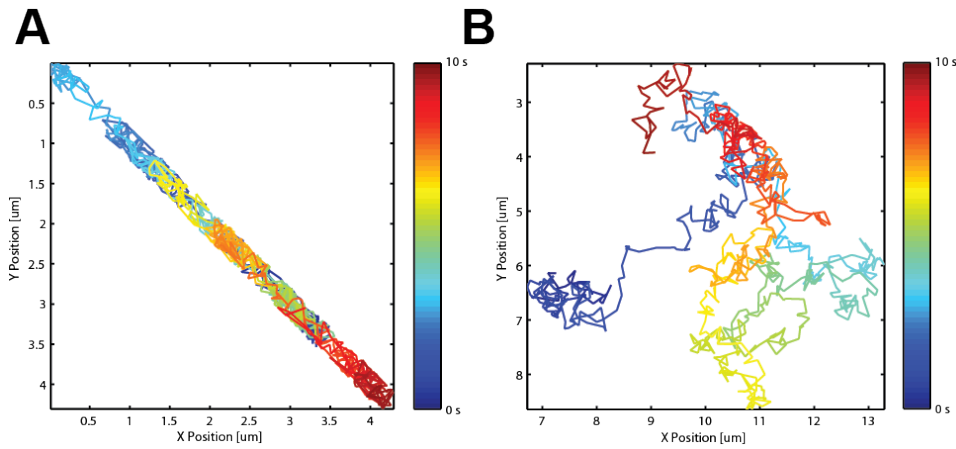 A
B
10 s
10 s
0.5
1
1.5
2
2.5
3
3.5
4
Y Position [um]
0 s
0.5 1 1.5 2 2.5 3 3.5 4
X Position [um]
3
4
5
6
7
8
Y Position [um]
0 s
7 8 9 10 11 12 13
X Position [um]